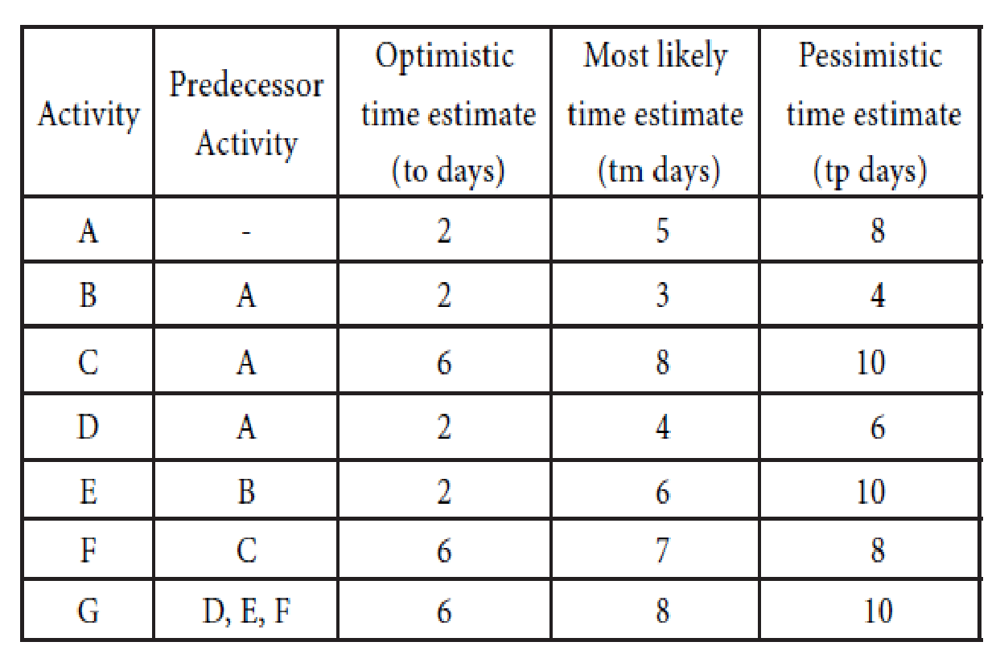 Activity
Predecessor
Activity
Optimistic
time estimate
(to days)
Most likely
time estimate
(tm days)
Pessimistic
time estimate
(tp days)
A - 2 5 8
B A 2 3 4
C A 6 8 10
D A 2 4 6
E B 2 6 10
F C 6 7 8
G D, E, F 6 8 10